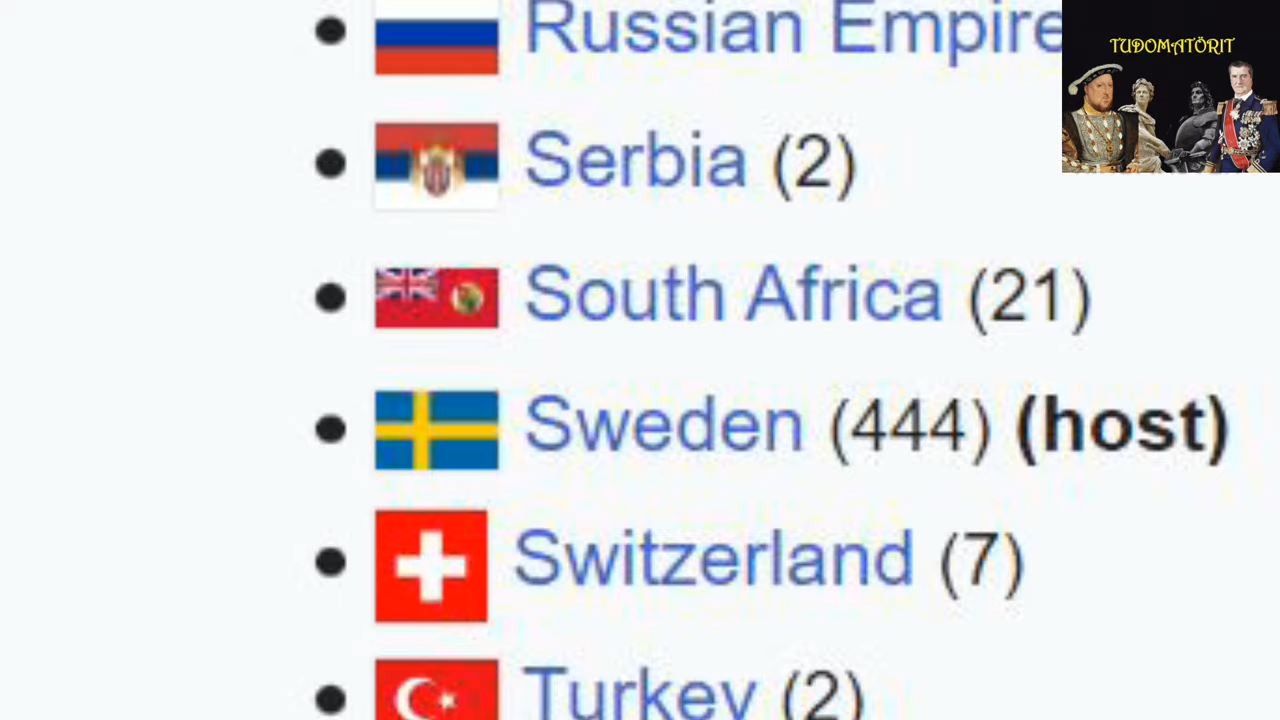 Russian Empire
TUDOMATÖRIT
Serbia (2)
South Africa (21)
Sweden (444) (host)
Switzerland (7)
Turkey (2)